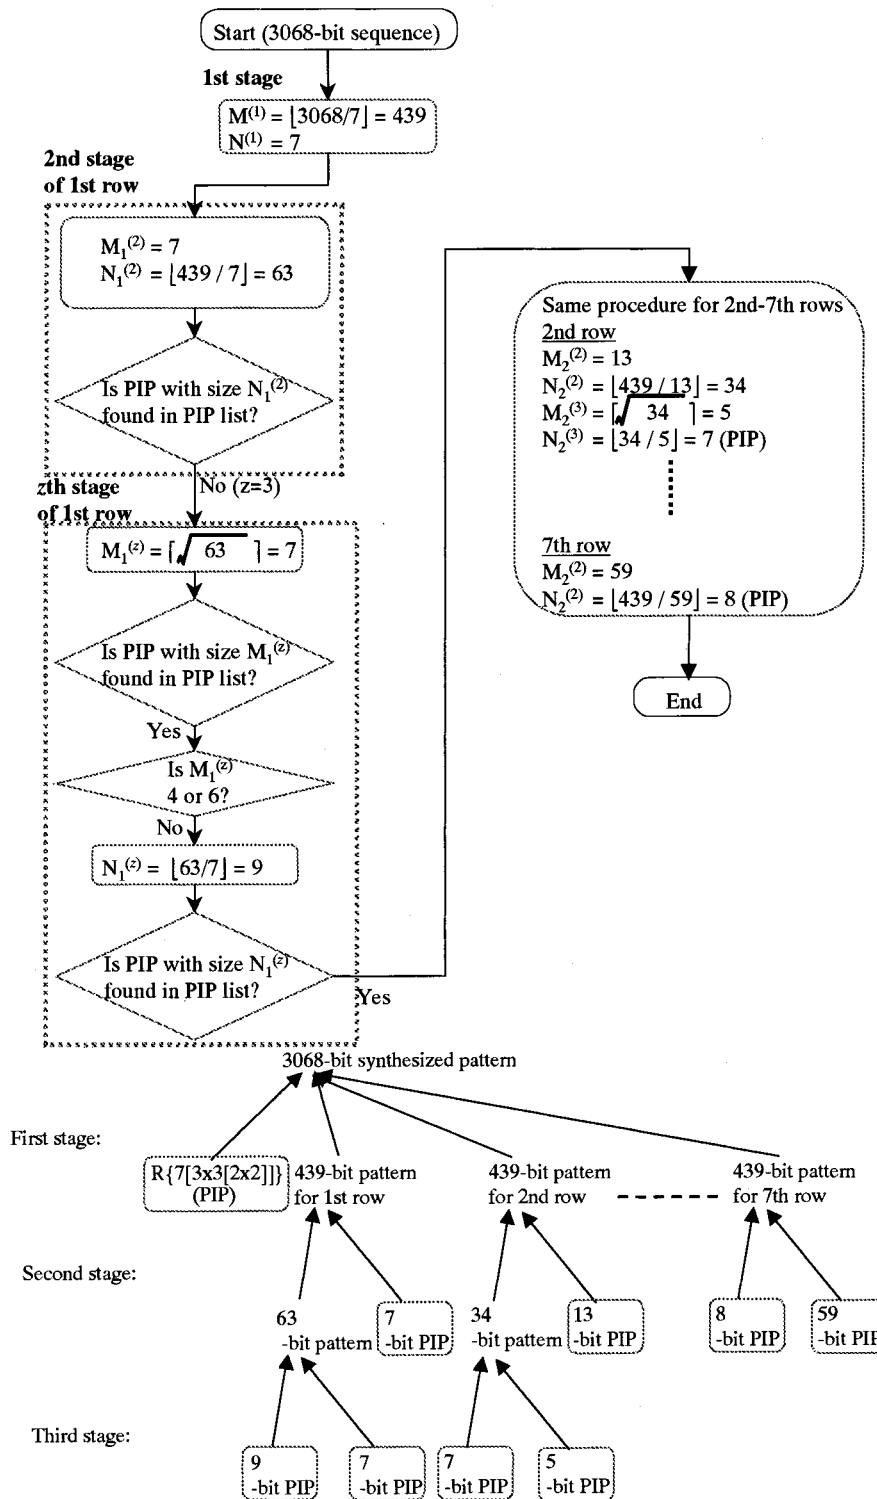 Start (3068-bit sequence)
1st stage
M(1) = ⌊3068/7⌋ = 439
N(1) = 7
2nd stage
of 1st row
M1(2) = 7
N1(2) = ⌊439 / 7⌋ = 63
Is PIP with size N1(2)
found in PIP list?
No (z=3)
zth stage
of 1st row
M1(z) = ⌈√63 ⌉ = 7
Is PIP with size M1(z)
found in PIP list?
Yes
Is M1(z)
4 or 6?
No
N1(z) = ⌊63/7⌋ = 9
Is PIP with size N1(z)
found in PIP list?
Yes
Same procedure for 2nd-7th rows
2nd row
M2(2) = 13
N2(2) = ⌊439 / 13⌋ = 34
M2(3) = ⌈√34 ⌉ = 5
N2(3) = ⌊34 / 5⌋ = 7 (PIP)
7th row
M2(2) = 59
N2(2) = ⌊439 / 59⌋ = 8 (PIP)
End
3068-bit synthesized pattern
First stage:
R{7[3x3[2x2]]}
(PIP)
439-bit pattern
for 1st row
439-bit pattern
for 2nd row
439-bit pattern
for 7th row
Second stage:
63
-bit pattern
7
-bit PIP
34
-bit pattern
13
-bit PIP
8
-bit PIP
59
-bit PIP
Third stage:
9
-bit PIP
7
-bit PIP
7
-bit PIP
5
-bit PIP